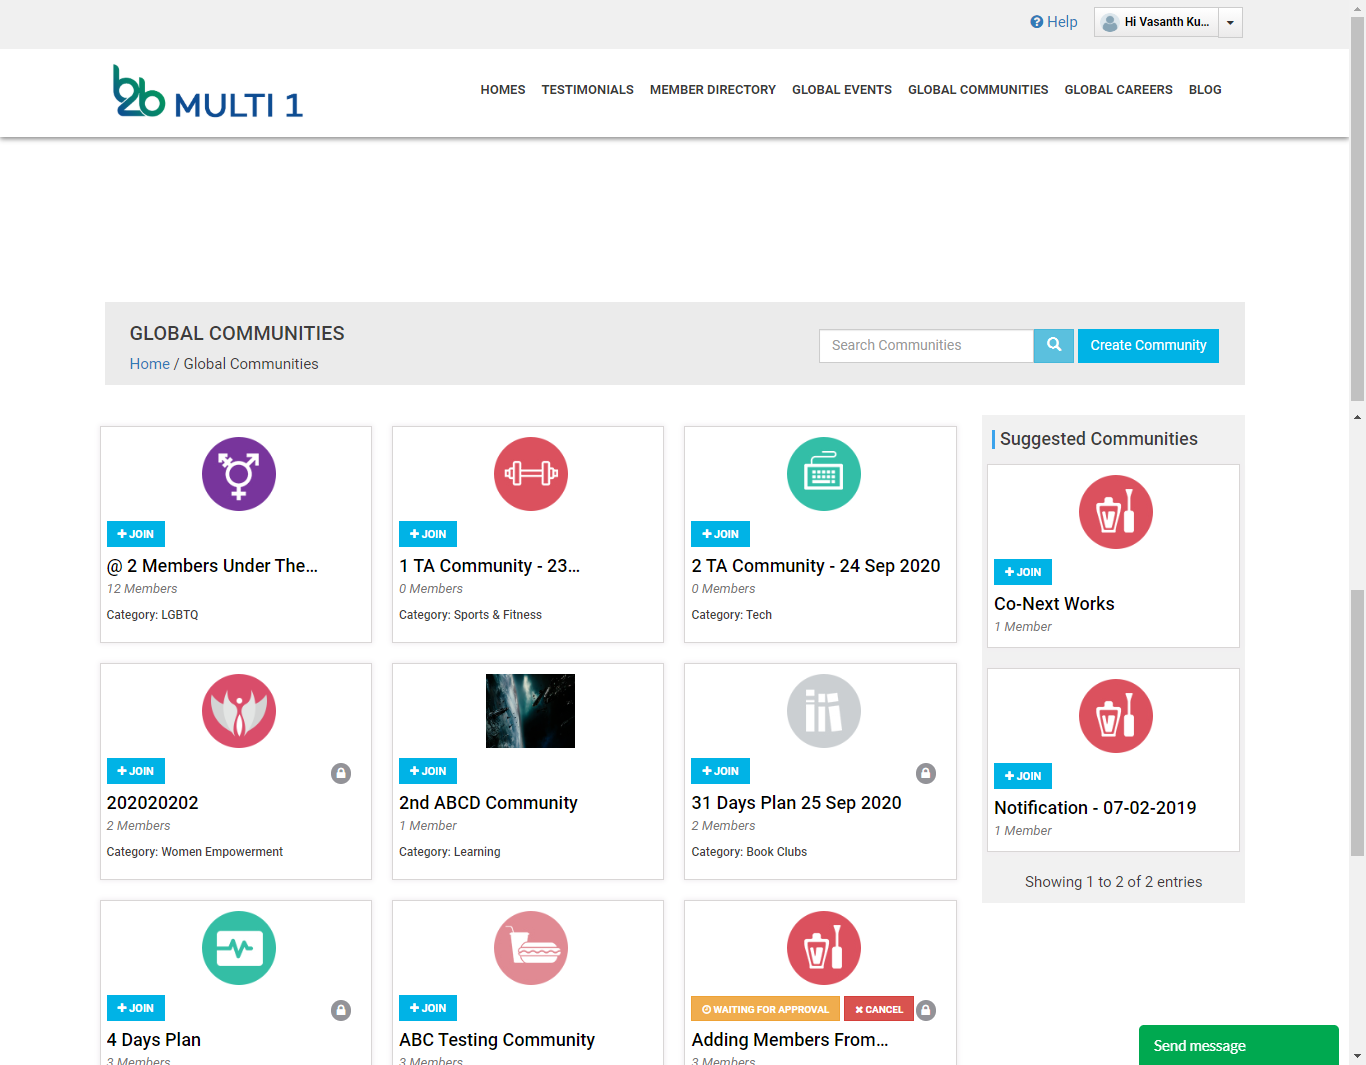 Help
Hi Vasanth Ku...
b2b MULTI 1
HOMES TESTIMONIALS MEMBER DIRECTORY GLOBAL EVENTS GLOBAL COMMUNITIES GLOBAL CAREERS BLOG
GLOBAL COMMUNITIES
Home / Global Communities
Search Communities
Create Community
JOIN
@ 2 Members Under The...
12 Members
Category: LGBTQ
JOIN
1 TA Community - 23...
0 Members
Category: Sports & Fitness
JOIN
2 TA Community - 24 Sep 2020
0 Members
Category: Tech
JOIN
202020202
2 Members
Category: Women Empowerment
JOIN
2nd ABCD Community
1 Member
Category: Learning
JOIN
31 Days Plan 25 Sep 2020
2 Members
Category: Book Clubs
JOIN
4 Days Plan
3 Members
JOIN
ABC Testing Community
3 Members
WAITING FOR APPROVAL
CANCEL
Adding Members From...
3 Members
Suggested Communities
JOIN
Co-Next Works
1 Member
JOIN
Notification - 07-02-2019
1 Member
Showing 1 to 2 of 2 entries
Send message